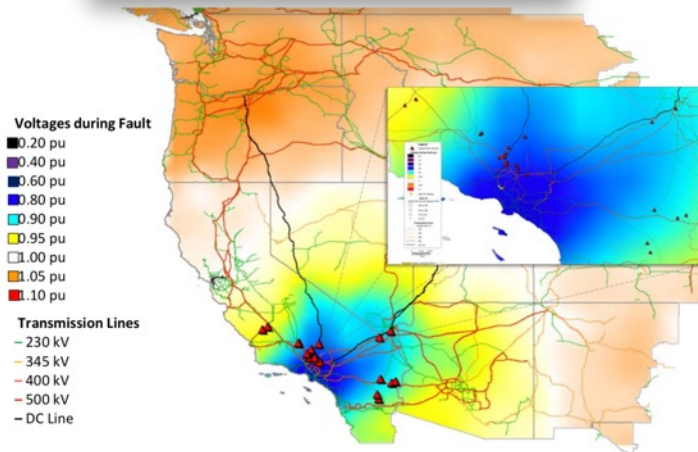 Voltages during Fault
0.20 pu
0.40 pu
0.60 pu
0.80 pu
0.90 pu
0.95 pu
1.00 pu
1.05 pu
1.10 pu
Transmission Lines
230 kV
345 kV
400 kV
500 kV
DC Line